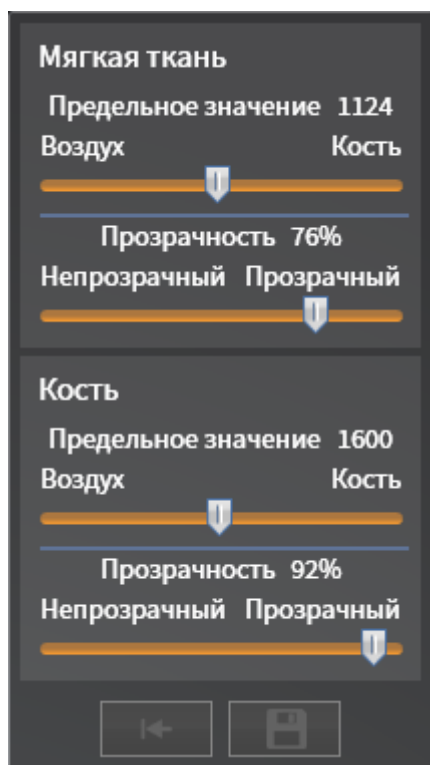 Мягкая ткань
Предельное значение 1124
Воздух Кость
Прозрачность 76%
Непрозрачный Прозрачный
Кость
Предельное значение 1600
Воздух Кость
Прозрачность 92%
Непрозрачный Прозрачный